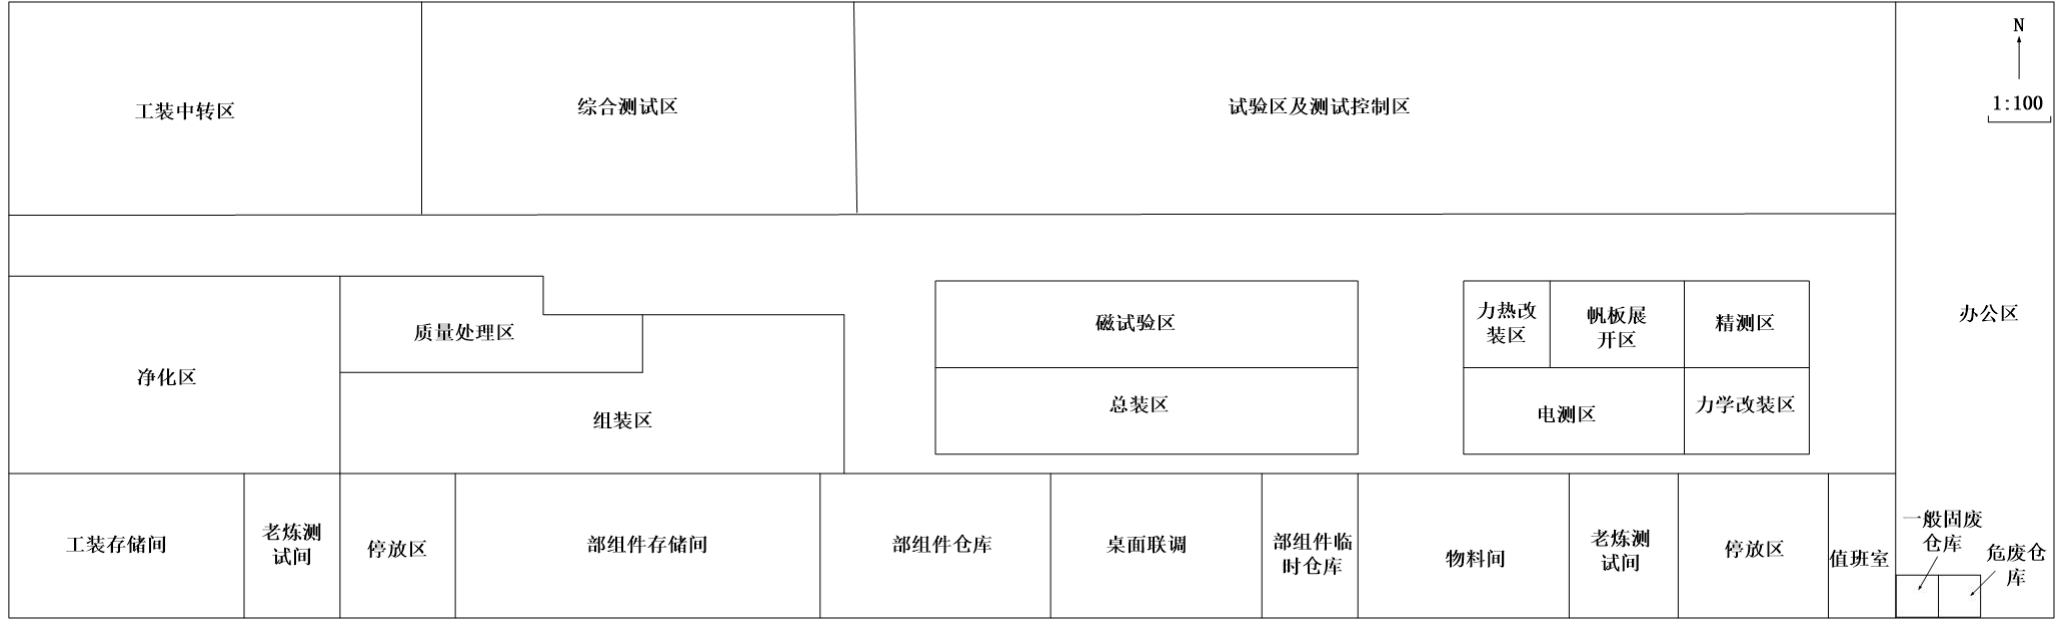 工装中转区
综合测试区
试验区及测试控制区
N
1:100
质量处理区
净化区
组装区
磁试验区
总装区
力热改
装区
帆板展
开区
精测区
电测区
力学改装区
办公区
工装存储间
老炼测
试间
停放区
部组件存储间
部组件仓库
桌面联调
部组件临
时仓库
物料间
老炼测
试间
停放区
值班室
一般固废
仓库
危废仓
库